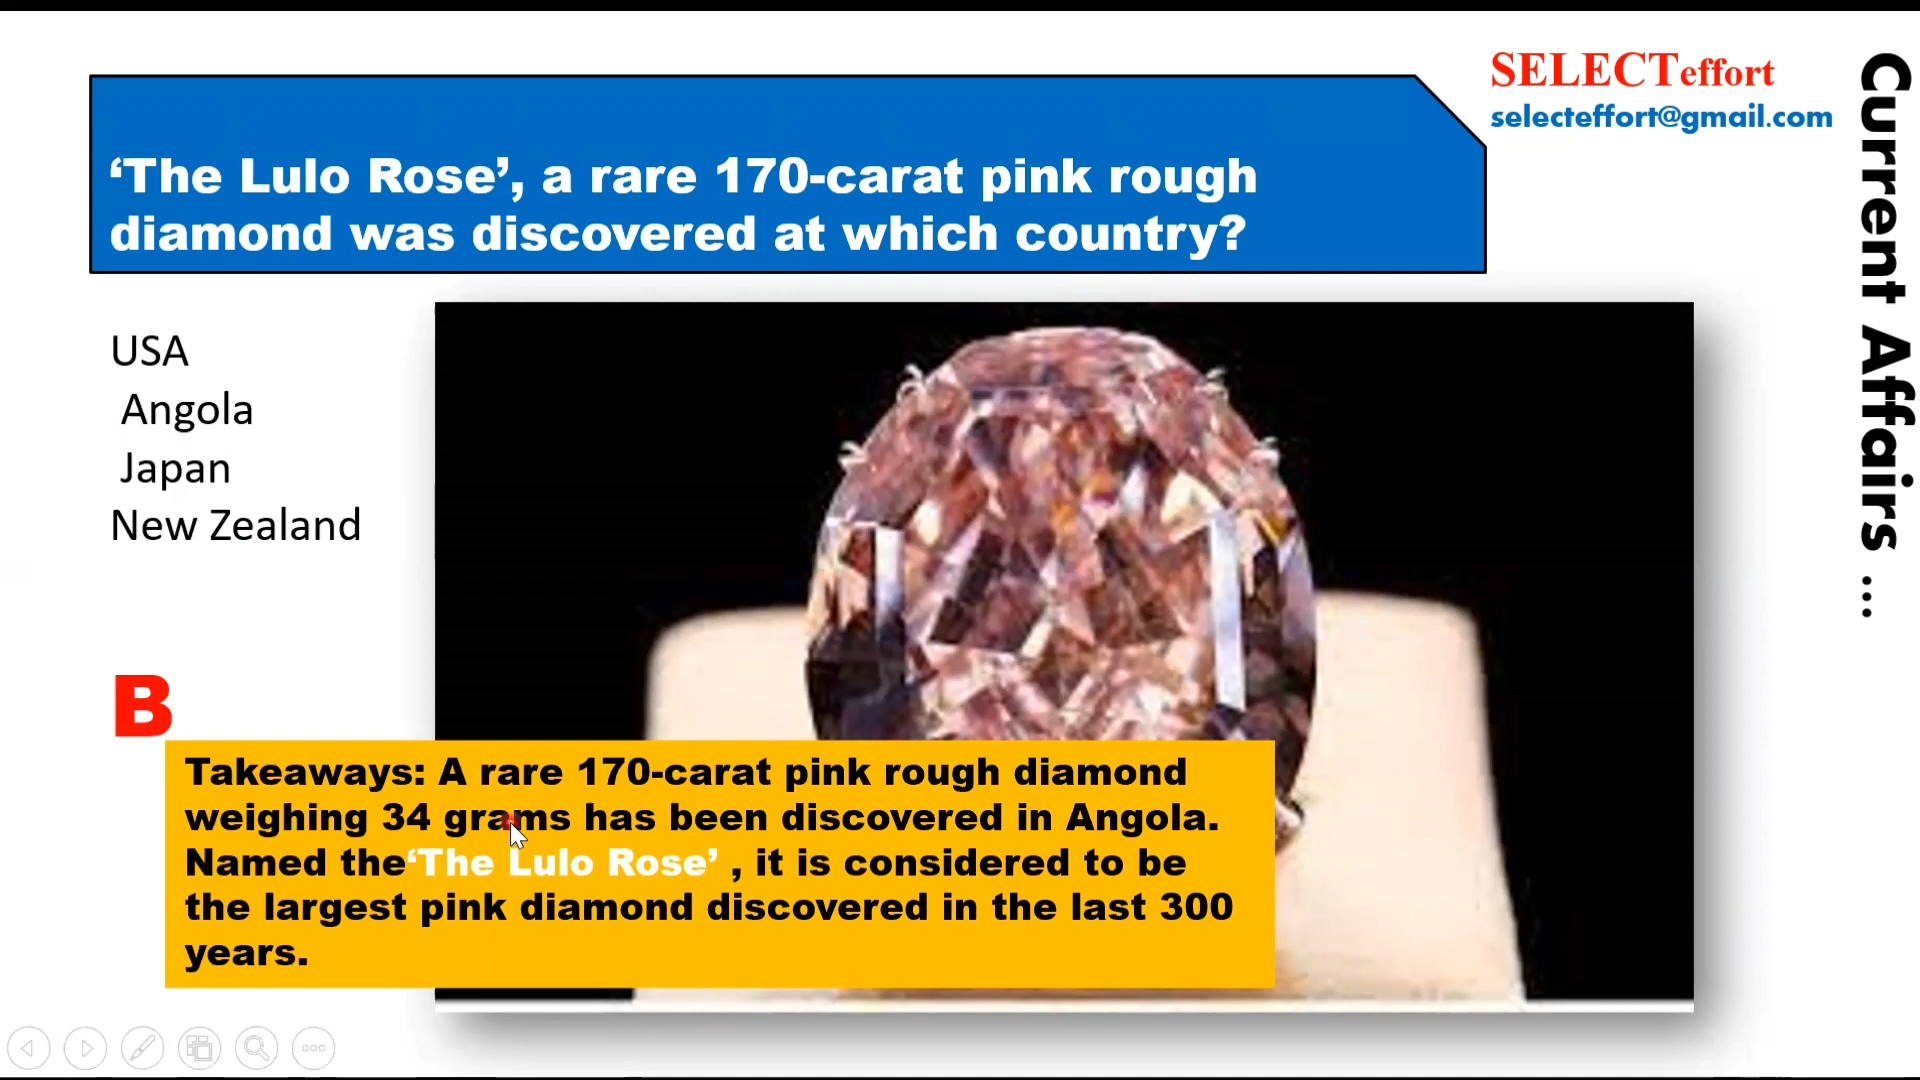 SELECTeffort
selecteffort@gmail.com
Current Affairs ...
‘The Lulo Rose’, a rare 170-carat pink rough
diamond was discovered at which country?
USA
Angola
Japan
New Zealand
B
Takeaways: A rare 170-carat pink rough diamond
weighing 34 grams has been discovered in Angola.
Named the‘The Lulo Rose’ , it is considered to be
the largest pink diamond discovered in the last 300
years.